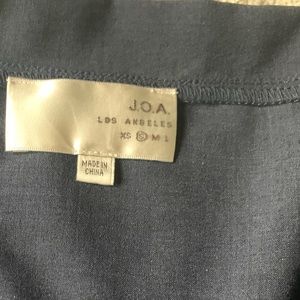 J.O.A.
LOS ANGELES
XS S M L
MADE IN
CHINA